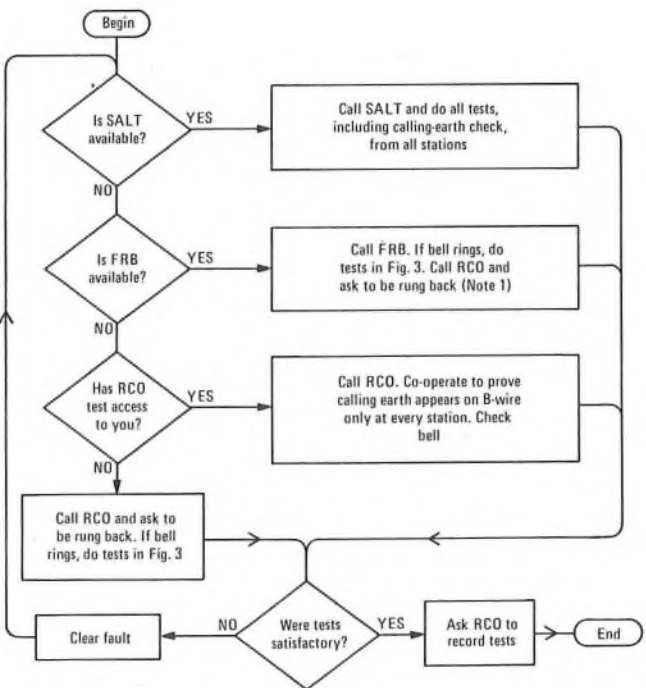 Begin
Is SALT
available?
YES
Call SALT and do all tests,
including calling-earth check,
from all stations
NO
Is FRB
available?
YES
Call FRB. If bell rings, do
tests in Fig. 3. Call RCO and
ask to be rung back (Note 1)
NO
Has RCO
test access
to you?
YES
Call RCO. Co-operate to prove
calling earth appears on B-wire
only at every station. Check
bell
NO
Call RCO and ask to
be rung back. If bell
rings, do tests in Fig. 3
Clear fault
NO
Were tests
satisfactory?
YES
Ask RCO to
record tests
End